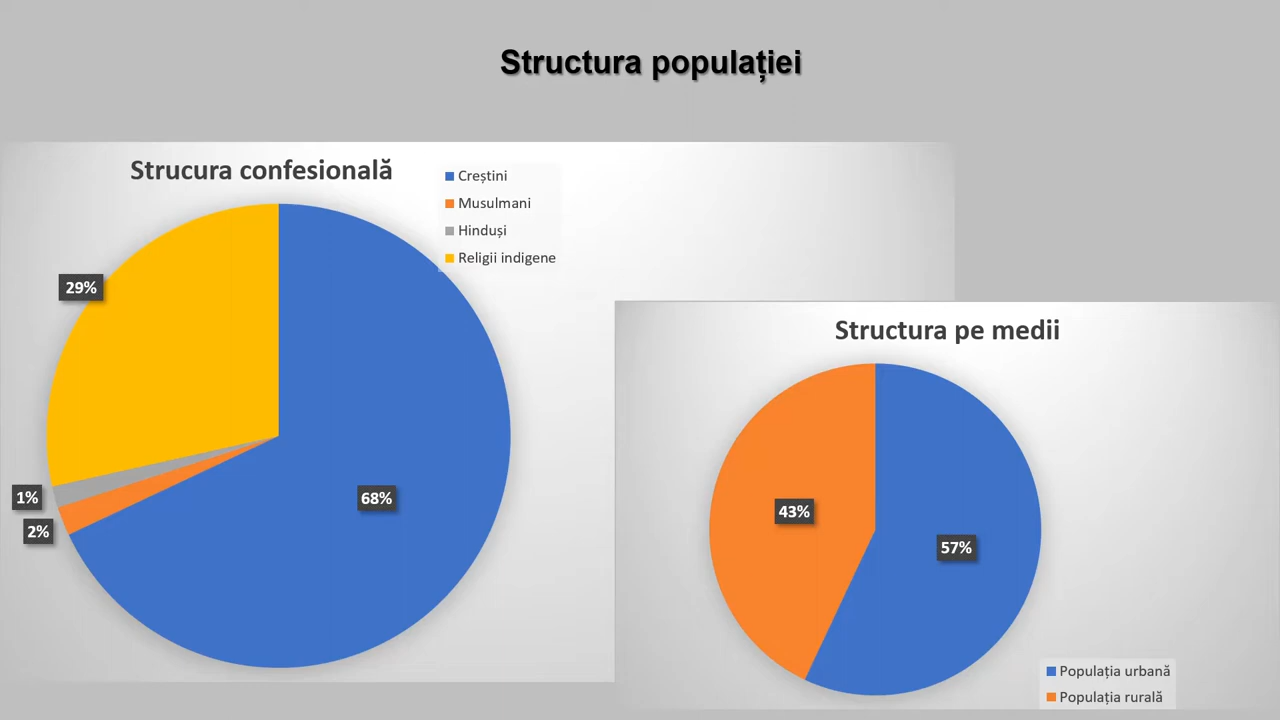 Structura populației
Strucura confesională
Creștini
Musulmani
Hinduși
Religii indigene
29%
68%
1%
2%
Structura pe medii
43%
57%
Populația urbană
Populația rurală